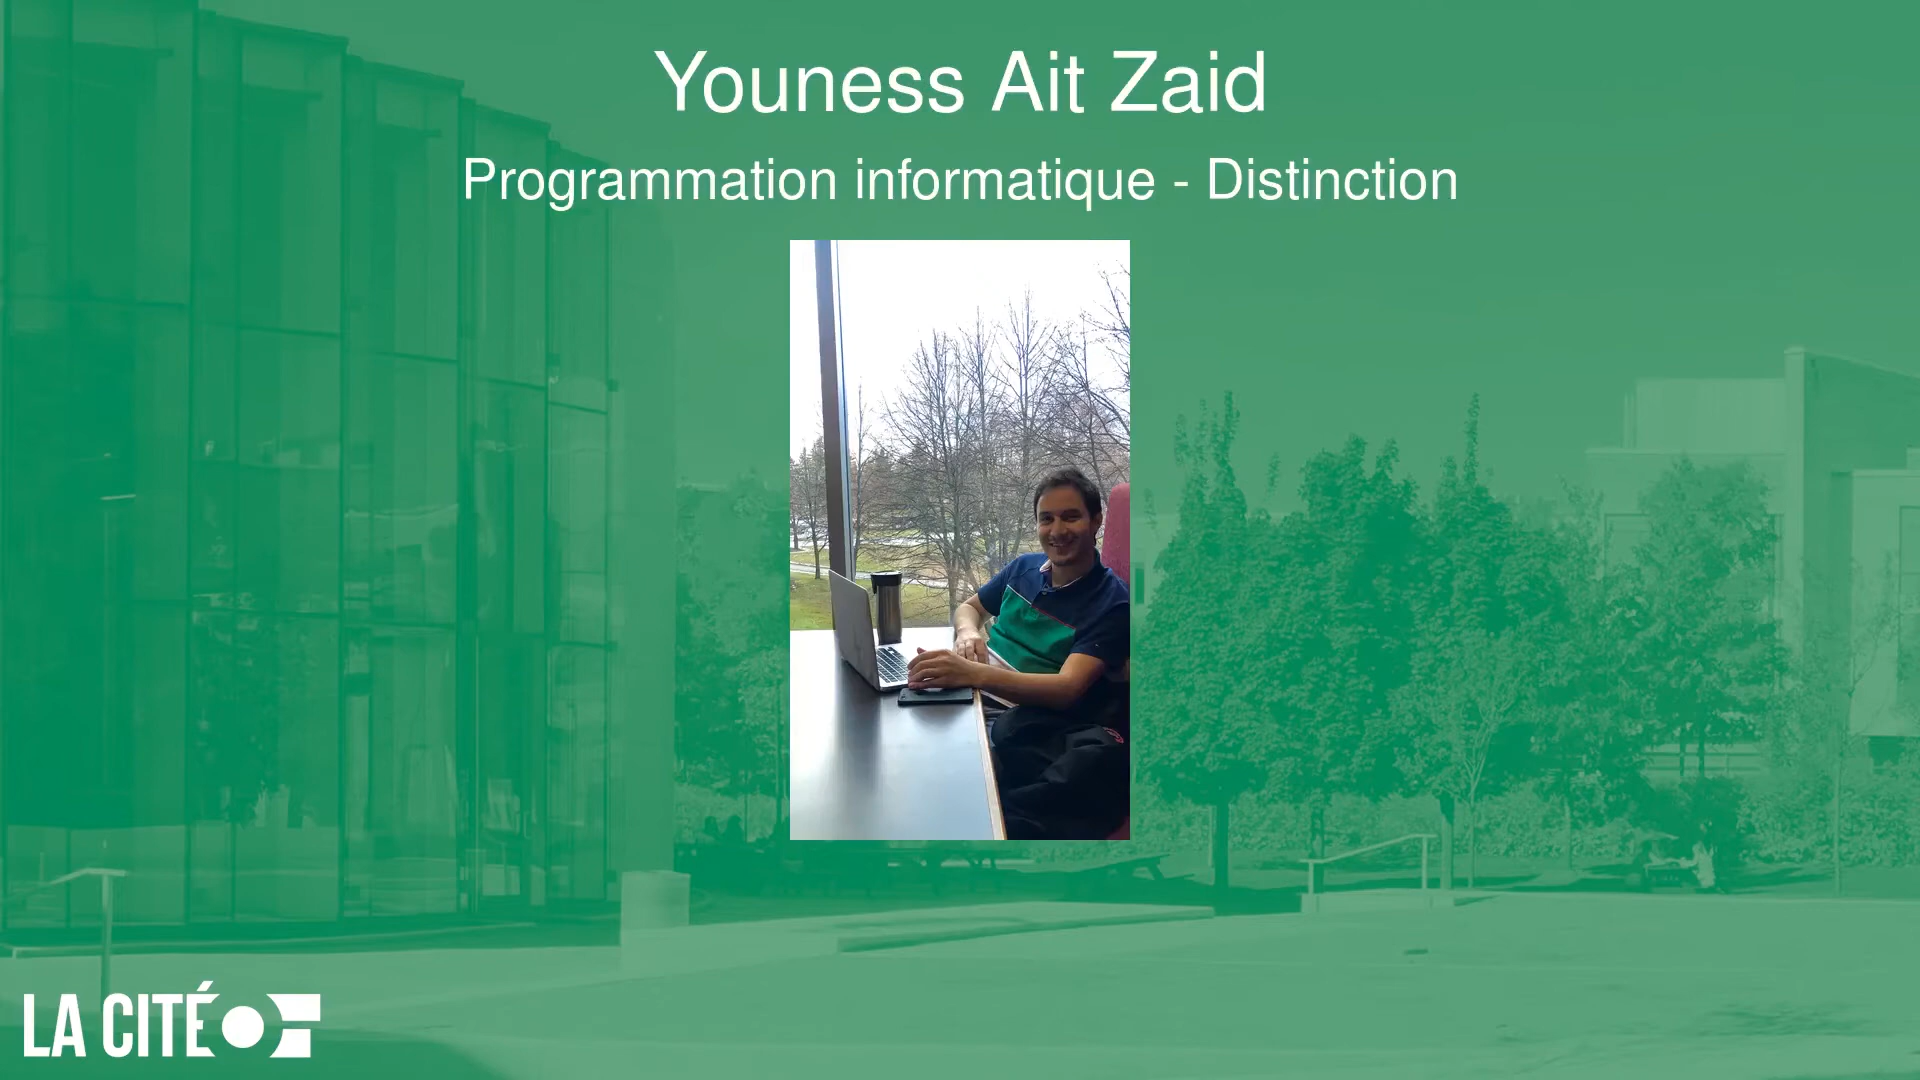 Youness Ait Zaid
Programmation informatique - Distinction
LA CITÉ